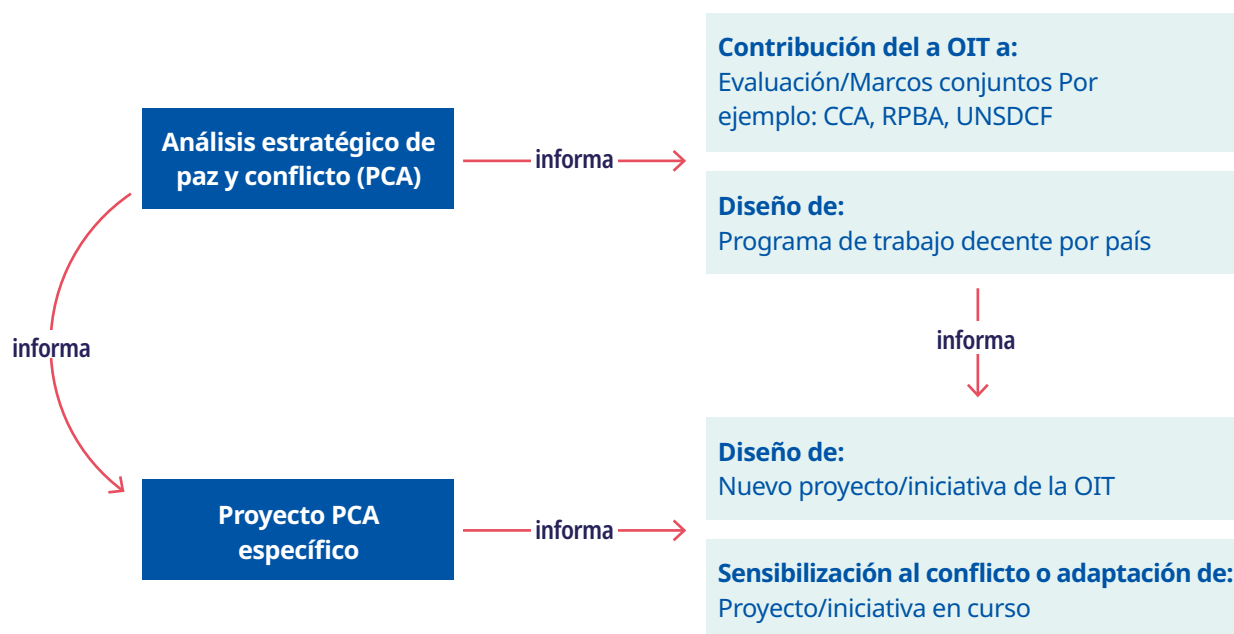 Análisis estratégico de
paz y conflicto (PCA)
informa
Contribución del a OIT a:
Evaluación/Marcos conjuntos Por
ejemplo: CCA, RPBA, UNSDCF
Diseño de:
Programa de trabajo decente por país
informa
informa
Proyecto PCA
específico
informa
Diseño de:
Nuevo proyecto/iniciativa de la OIT
Sensibilización al conflicto o adaptación de:
Proyecto/iniciativa en curso